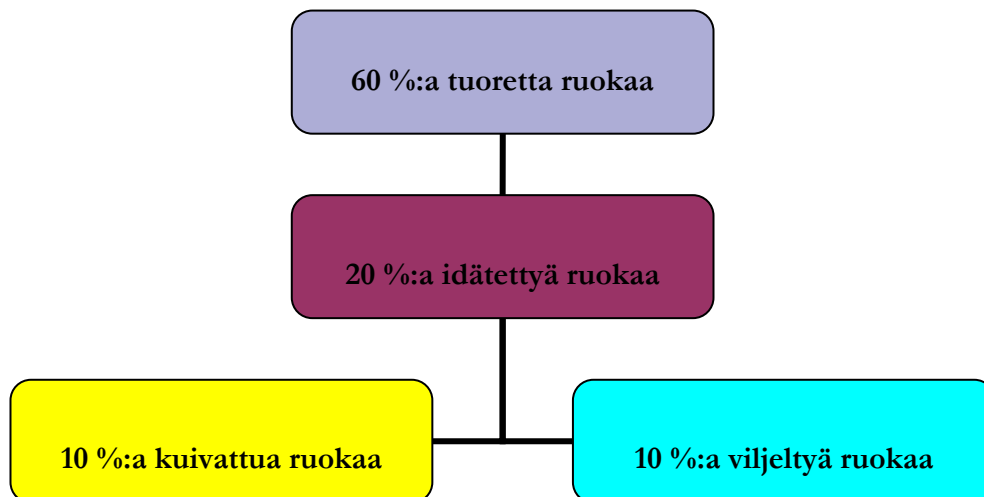 60 %:a tuoretta ruokaa
20 %:a idätettyä ruokaa
10 %:a kuivattua ruokaa
10 %:a viljeltyä ruokaa